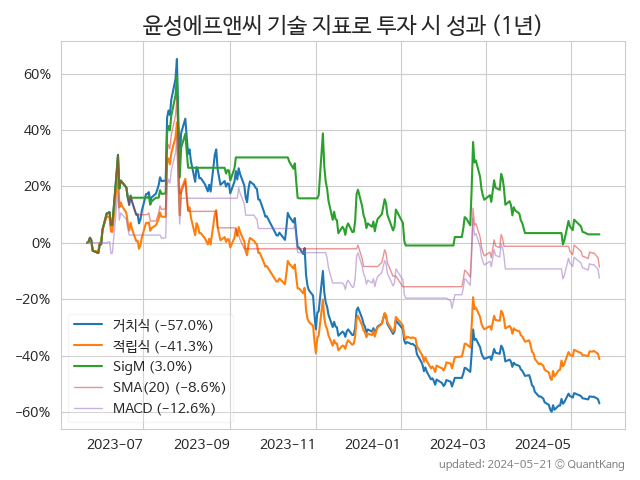 윤성에프앤씨 기술 지표로 투자 시 성과 (1년)
60%
40%
20%
0%
−20%
−40%
−60%
거치식 (−57.0%)
적립식 (−41.3%)
SigM (3.0%)
SMA(20) (−8.6%)
MACD (−12.6%)
2023−07
2023−09
2023−11
2024−01
2024−03
2024−05
updated: 2024−05−21 © QuantKang